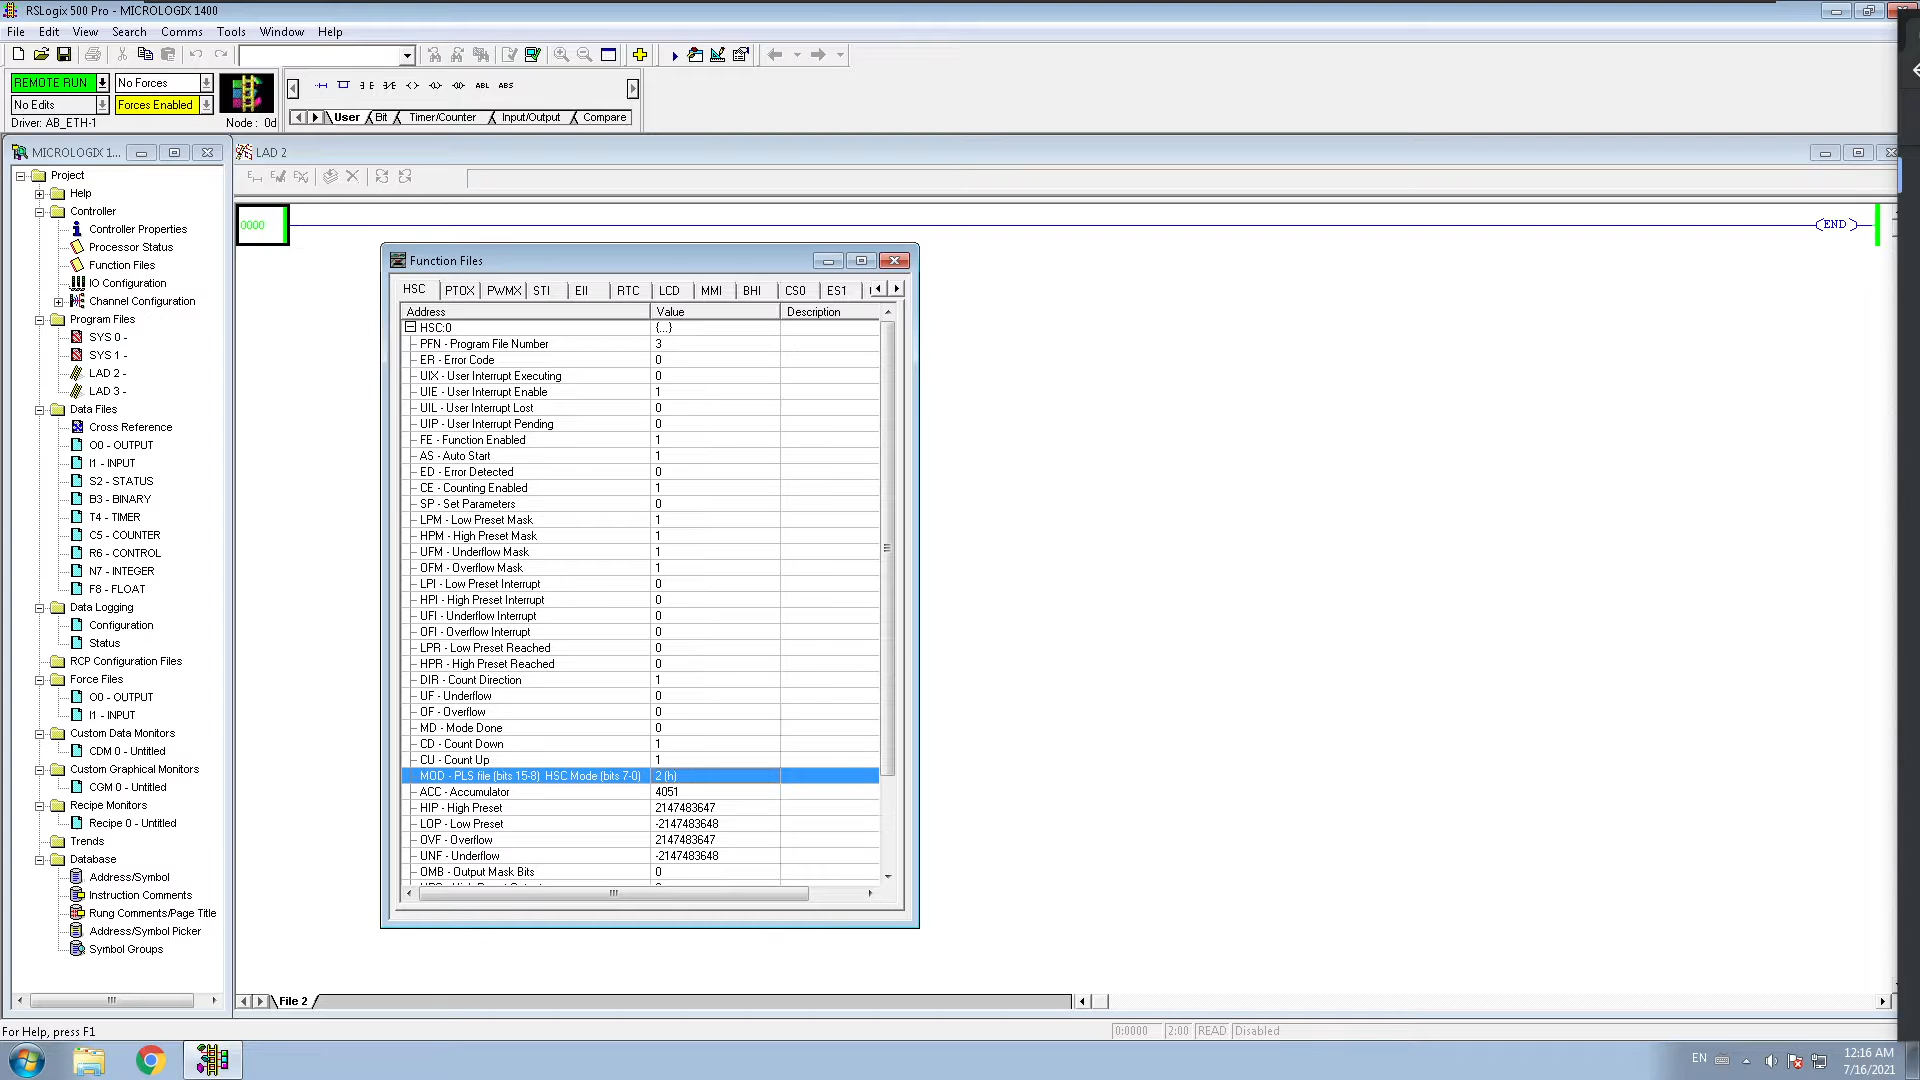 RSLogix 500 Pro - MICROLOGIX 1400
File Edit View Search Comms Tools Window Help
REMOTE RUN No Forces
No Edits Forces Enabled
Driver: AB_ETH-1 Node : 0d
ABL ABS
User Bit Timer/Counter Input/Output Compare
MICROLOGIX 1...
Project
Help
Controller
Controller Properties
Processor Status
Function Files
IO Configuration
Channel Configuration
Program Files
SYS 0 -
SYS 1 -
LAD 2 -
LAD 3 -
Data Files
Cross Reference
O0 - OUTPUT
I1 - INPUT
S2 - STATUS
B3 - BINARY
T4 - TIMER
C5 - COUNTER
R6 - CONTROL
N7 - INTEGER
F8 - FLOAT
Data Logging
Configuration
Status
RCP Configuration Files
Force Files
O0 - OUTPUT
I1 - INPUT
Custom Data Monitors
CDM 0 - Untitled
Custom Graphical Monitors
CGM 0 - Untitled
Recipe Monitors
Recipe 0 - Untitled
Trends
Database
Address/Symbol
Instruction Comments
Rung Comments/Page Title
Address/Symbol Picker
Symbol Groups
LAD 2
0000
END
Function Files
HSC PTOX PWMX STI EII RTC LCD MMI BHI CS0 ES1
Address Value Description
HSC:0 {...}
PFN - Program File Number 3
ER - Error Code 0
UIX - User Interrupt Executing 0
UIE - User Interrupt Enable 1
UIL - User Interrupt Lost 0
UIP - User Interrupt Pending 0
FE - Function Enabled 1
AS - Auto Start 1
ED - Error Detected 0
CE - Counting Enabled 1
SP - Set Parameters 0
LPM - Low Preset Mask 1
HPM - High Preset Mask 1
UFM - Underflow Mask 1
OFM - Overflow Mask 1
LPI - Low Preset Interrupt 0
HPI - High Preset Interrupt 0
UFI - Underflow Interrupt 0
OFI - Overflow Interrupt 0
LPR - Low Preset Reached 0
HPR - High Preset Reached 0
DIR - Count Direction 1
UF - Underflow 0
OF - Overflow 0
MD - Mode Done 0
CD - Count Down 1
CU - Count Up 1
MOD - PLS file (bits 15-8) HSC Mode (bits 7-0) 2 (h)
ACC - Accumulator 4051
HIP - High Preset 2147483647
LOP - Low Preset -2147483648
OVF - Overflow 2147483647
UNF - Underflow -2147483648
OMB - Output Mask Bits 0
File 2
For Help, press F1
0:0000 2:00 READ Disabled
EN
12:16 AM
7/16/2021